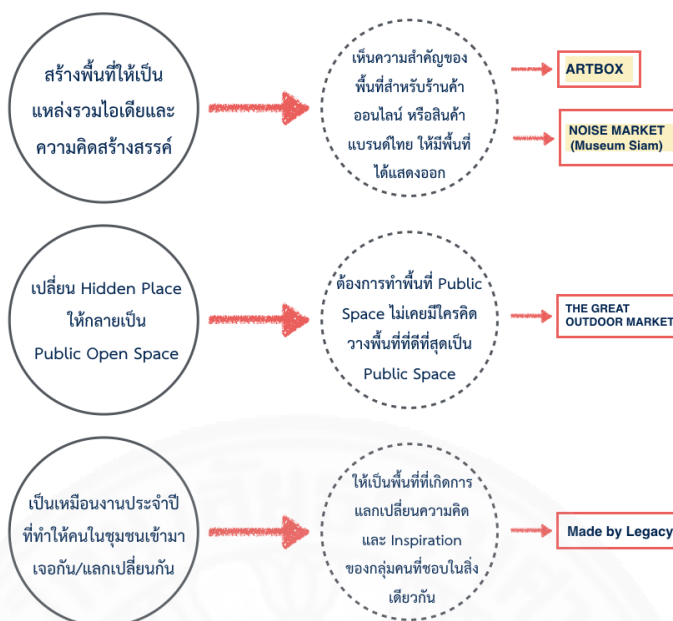 สร้างพื้นที่ให้เป็น
แหล่งรวมไอเดียและ
ความคิดสร้างสรรค์
เห็นความสำคัญของ
พื้นที่สำหรับร้านค้า
ออนไลน์ หรือสินค้า
แบรนด์ไทย ให้มีพื้นที่
ได้แสดงออก
ARTBOX
NOISE MARKET
(Museum Siam)
เปลี่ยน Hidden Place
ให้กลายเป็น
Public Open Space
ต้องการทำพื้นที่ Public
Space ไม่เคยมีใครคิด
วางพื้นที่ที่ดีที่สุดเป็น
Public Space
THE GREAT
OUTDOOR MARKET
เป็นเหมือนงานประจำปี
ที่ทำให้คนในชุมชนเข้ามา
เจอกัน/แลกเปลี่ยนกัน
ให้เป็นพื้นที่ที่เกิดการ
แลกเปลี่ยนความคิด
และ Inspiration
ของกลุ่มคนที่ชอบในสิ่ง
เดียวกัน
Made by Legacy